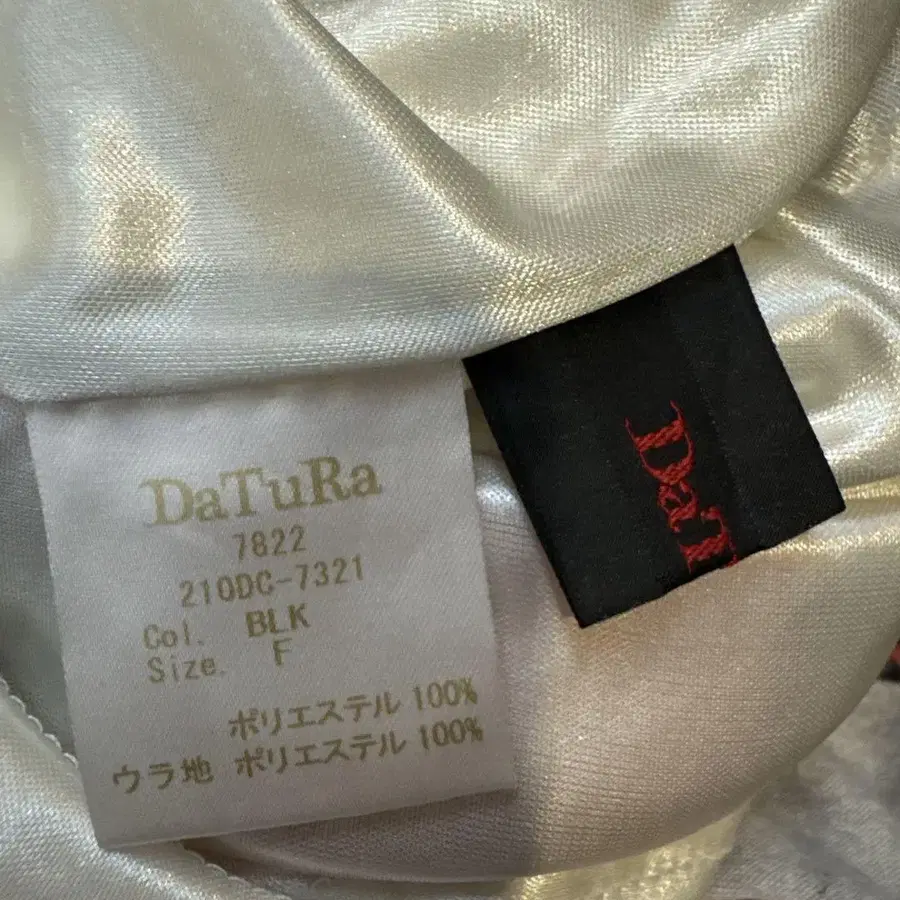 DaTuRa
7822
210DC-7321
Col. BLK
Size. F
ポリエステル 100%
ウラ地 ポリエステル 100%